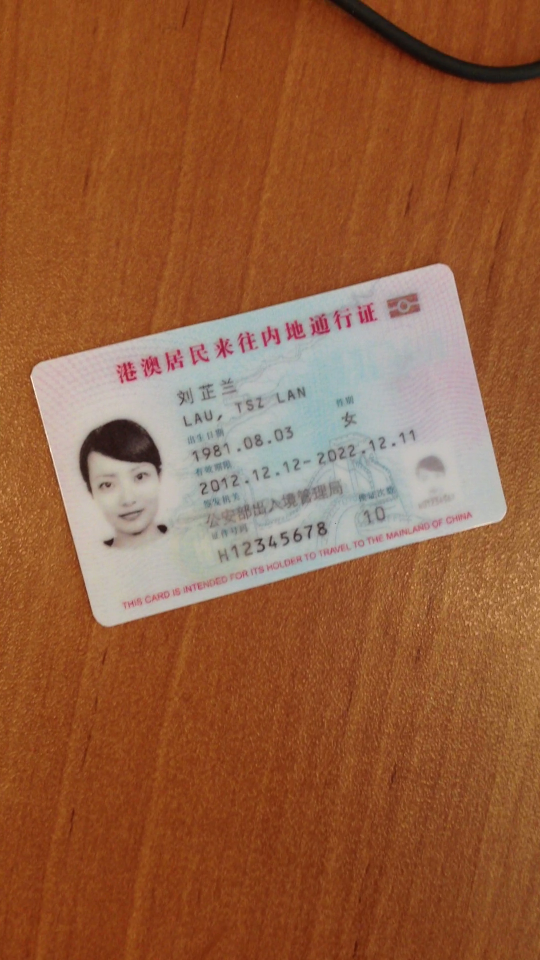 港澳居民来往内地通行证
刘芷兰
LAU, TSZ LAN
出生日期 性别
1981.08.03 女
有效期限
2012.12.12-2022.12.11
签发机关
公安部出入境管理局
证件号码 换证次数
H12345678 10
THIS CARD IS INTENDED FOR ITS HOLDER TO TRAVEL TO THE MAINLAND OF CHINA